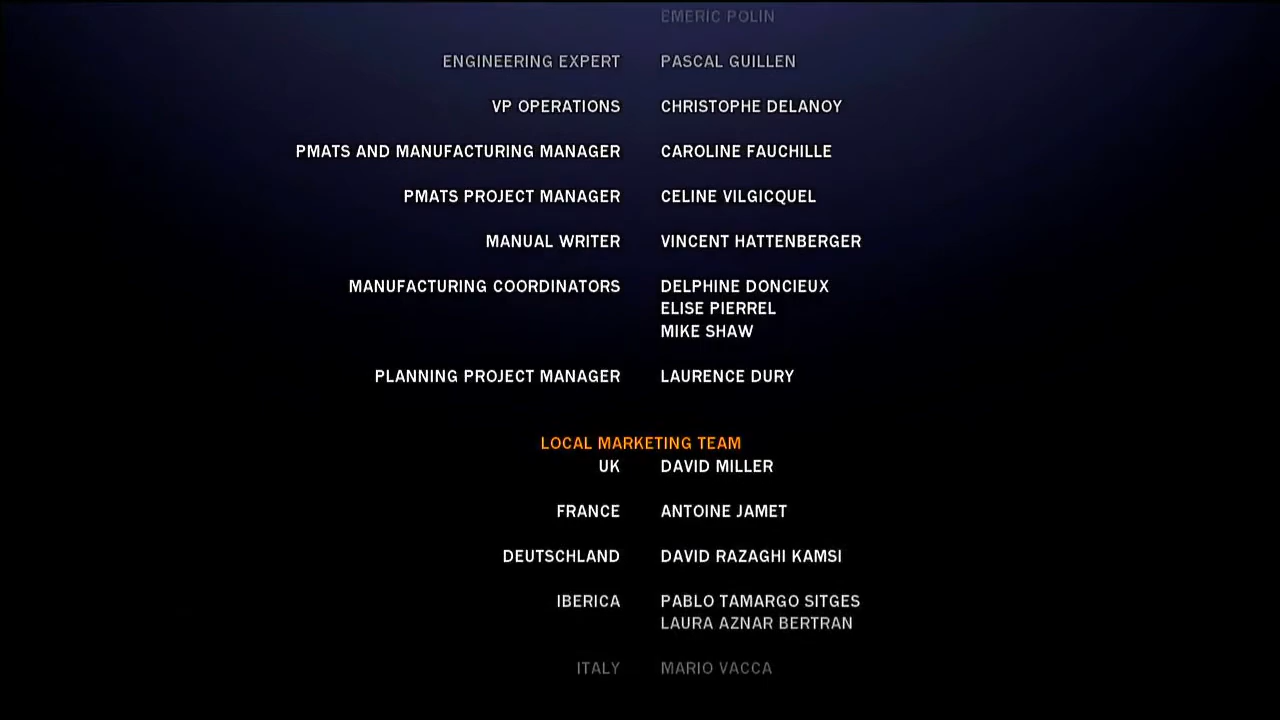 EMERIC POLIN
ENGINEERING EXPERT PASCAL GUILLEN
VP OPERATIONS CHRISTOPHE DELANOY
PMATS AND MANUFACTURING MANAGER CAROLINE FAUCHILLE
PMATS PROJECT MANAGER CELINE VILGICQUEL
MANUAL WRITER VINCENT HATTENBERGER
MANUFACTURING COORDINATORS DELPHINE DONCIEUX
ELISE PIERREL
MIKE SHAW
PLANNING PROJECT MANAGER LAURENCE DURY
LOCAL MARKETING TEAM
UK DAVID MILLER
FRANCE ANTOINE JAMET
DEUTSCHLAND DAVID RAZAGHI KAMSI
IBERICA PABLO TAMARGO SITGES
LAURA AZNAR BERTRAN
ITALY MARIO VACCA